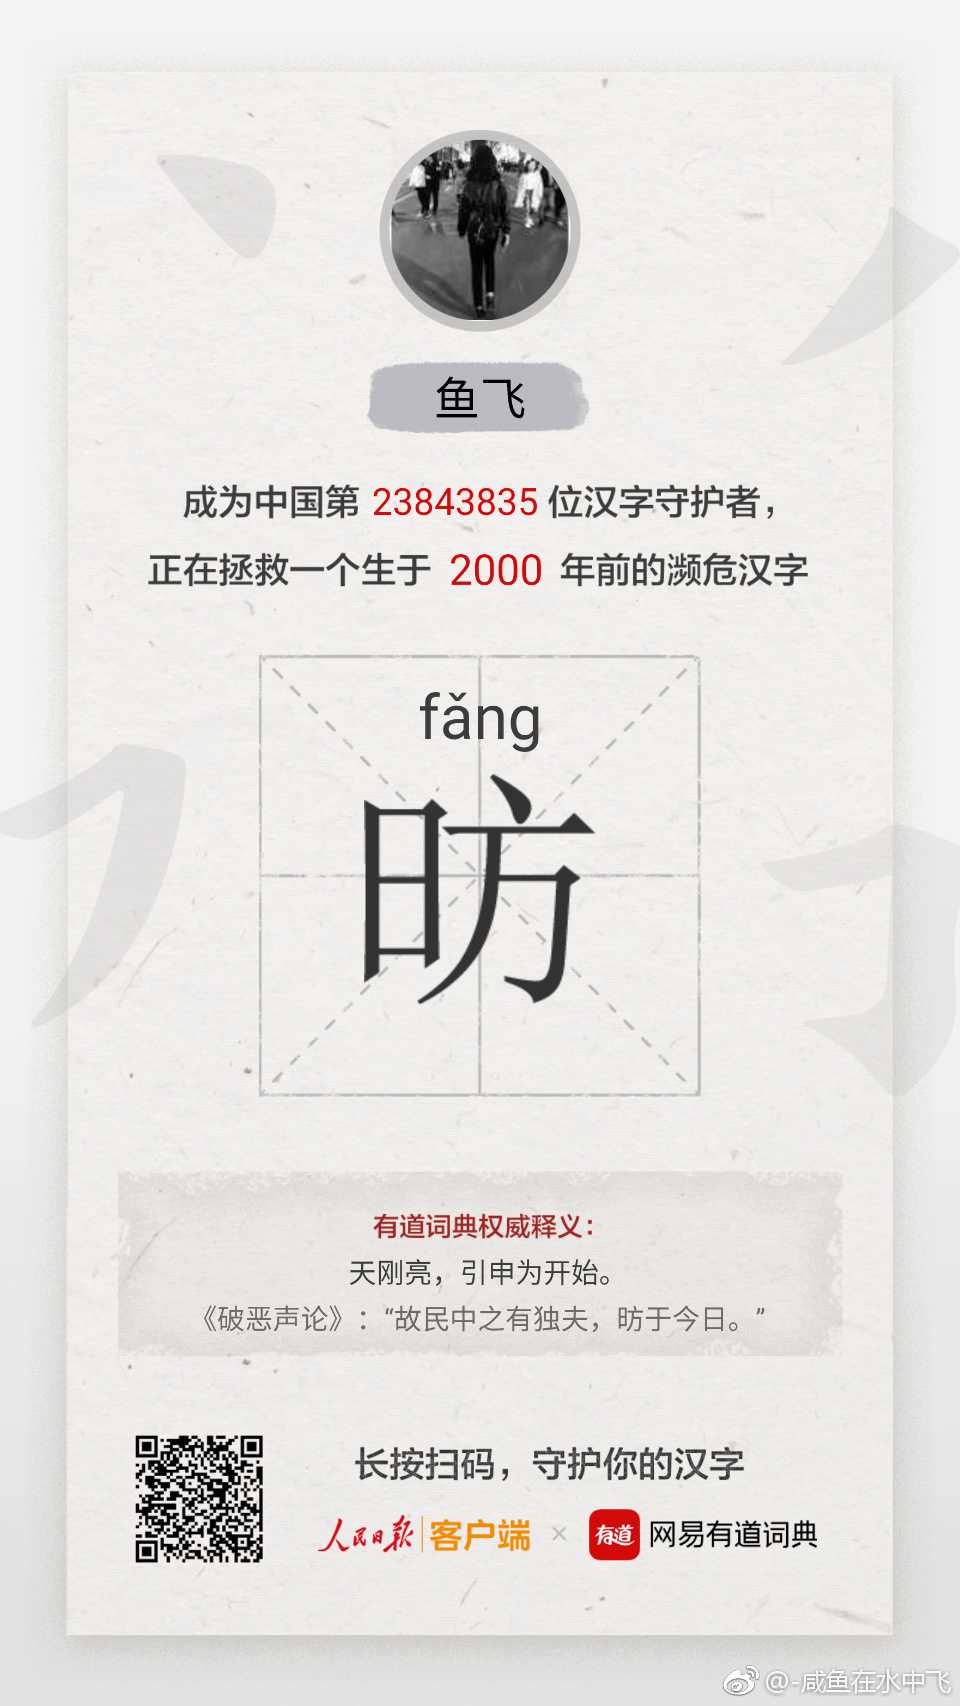 鱼飞
成为中国第 23843835 位汉字守护者，
正在拯救一个生于 2000 年前的濒危汉字
fǎng
昉
有道词典权威释义：
天刚亮，引申为开始。
《破恶声论》：“故民中之有独夫，昉于今日。”
长按扫码，守护你的汉字
人民日报 | 客户端 × 有道 网易有道词典
@-咸鱼在水中飞